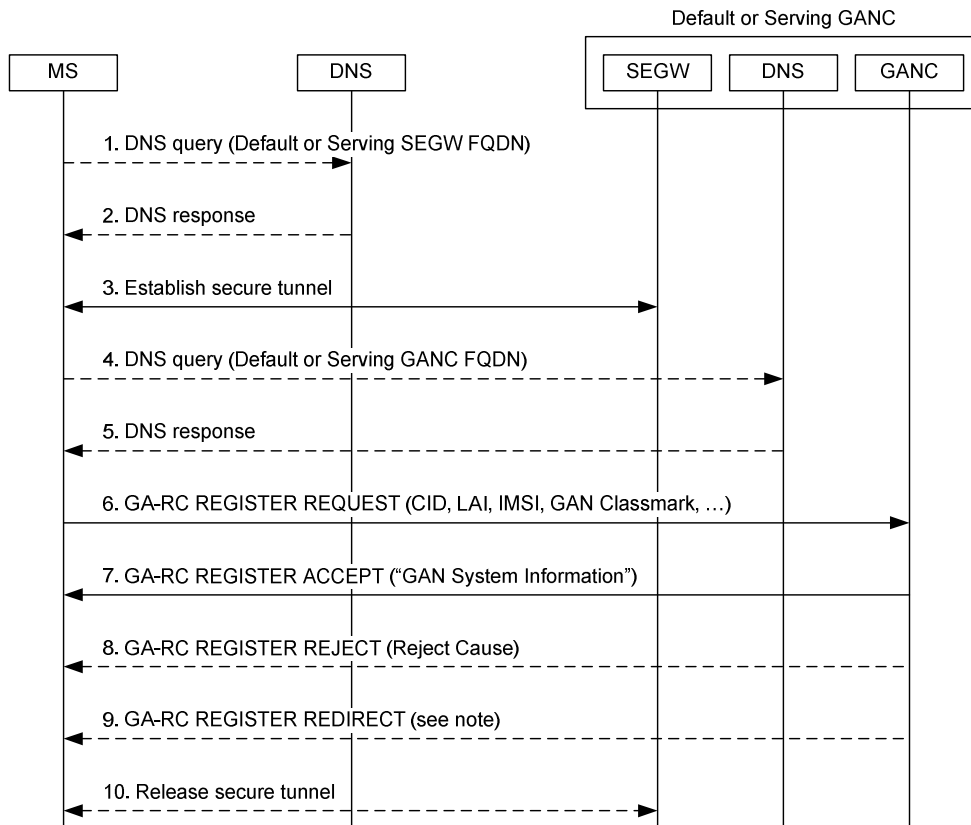 Default or Serving GANC
MS
DNS
SEGW
DNS
GANC
1. DNS query (Default or Serving SEGW FQDN)
2. DNS response
3. Establish secure tunnel
4. DNS query (Default or Serving GANC FQDN)
5. DNS response
6. GA-RC REGISTER REQUEST (CID, LAI, IMSI, GAN Classmark, …)
7. GA-RC REGISTER ACCEPT (“GAN System Information”)
8. GA-RC REGISTER REJECT (Reject Cause)
9. GA-RC REGISTER REDIRECT (see note)
10. Release secure tunnel